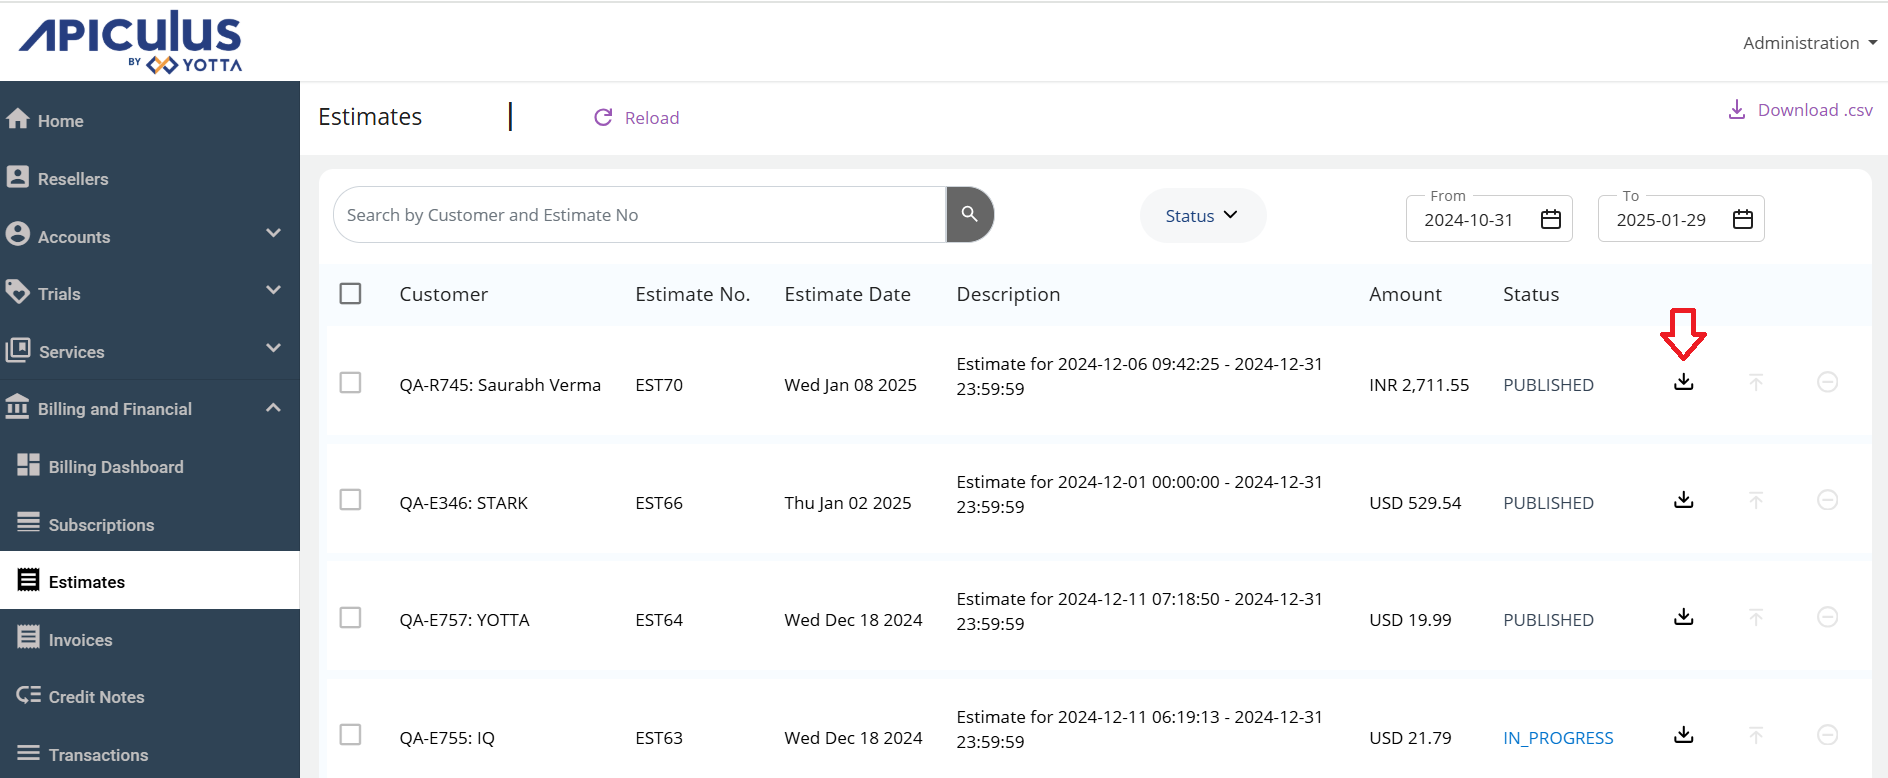 APICULUS
BY YOTTA
Administration
Home
Resellers
Accounts
Trials
Services
Billing and Financial
Billing Dashboard
Subscriptions
Estimates
Invoices
Credit Notes
Transactions
Estimates
Reload
Download .csv
Search by Customer and Estimate No
Status
From
2024-10-31
To
2025-01-29
Customer Estimate No. Estimate Date Description Amount Status
QA-R745: Saurabh Verma EST70 Wed Jan 08 2025 Estimate for 2024-12-06 09:42:25 - 2024-12-31
23:59:59 INR 2,711.55 PUBLISHED
QA-E346: STARK EST66 Thu Jan 02 2025 Estimate for 2024-12-01 00:00:00 - 2024-12-31
23:59:59 USD 529.54 PUBLISHED
QA-E757: YOTTA EST64 Wed Dec 18 2024 Estimate for 2024-12-11 07:18:50 - 2024-12-31
23:59:59 USD 19.99 PUBLISHED
QA-E755: IQ EST63 Wed Dec 18 2024 Estimate for 2024-12-11 06:19:13 - 2024-12-31
23:59:59 USD 21.79 IN_PROGRESS